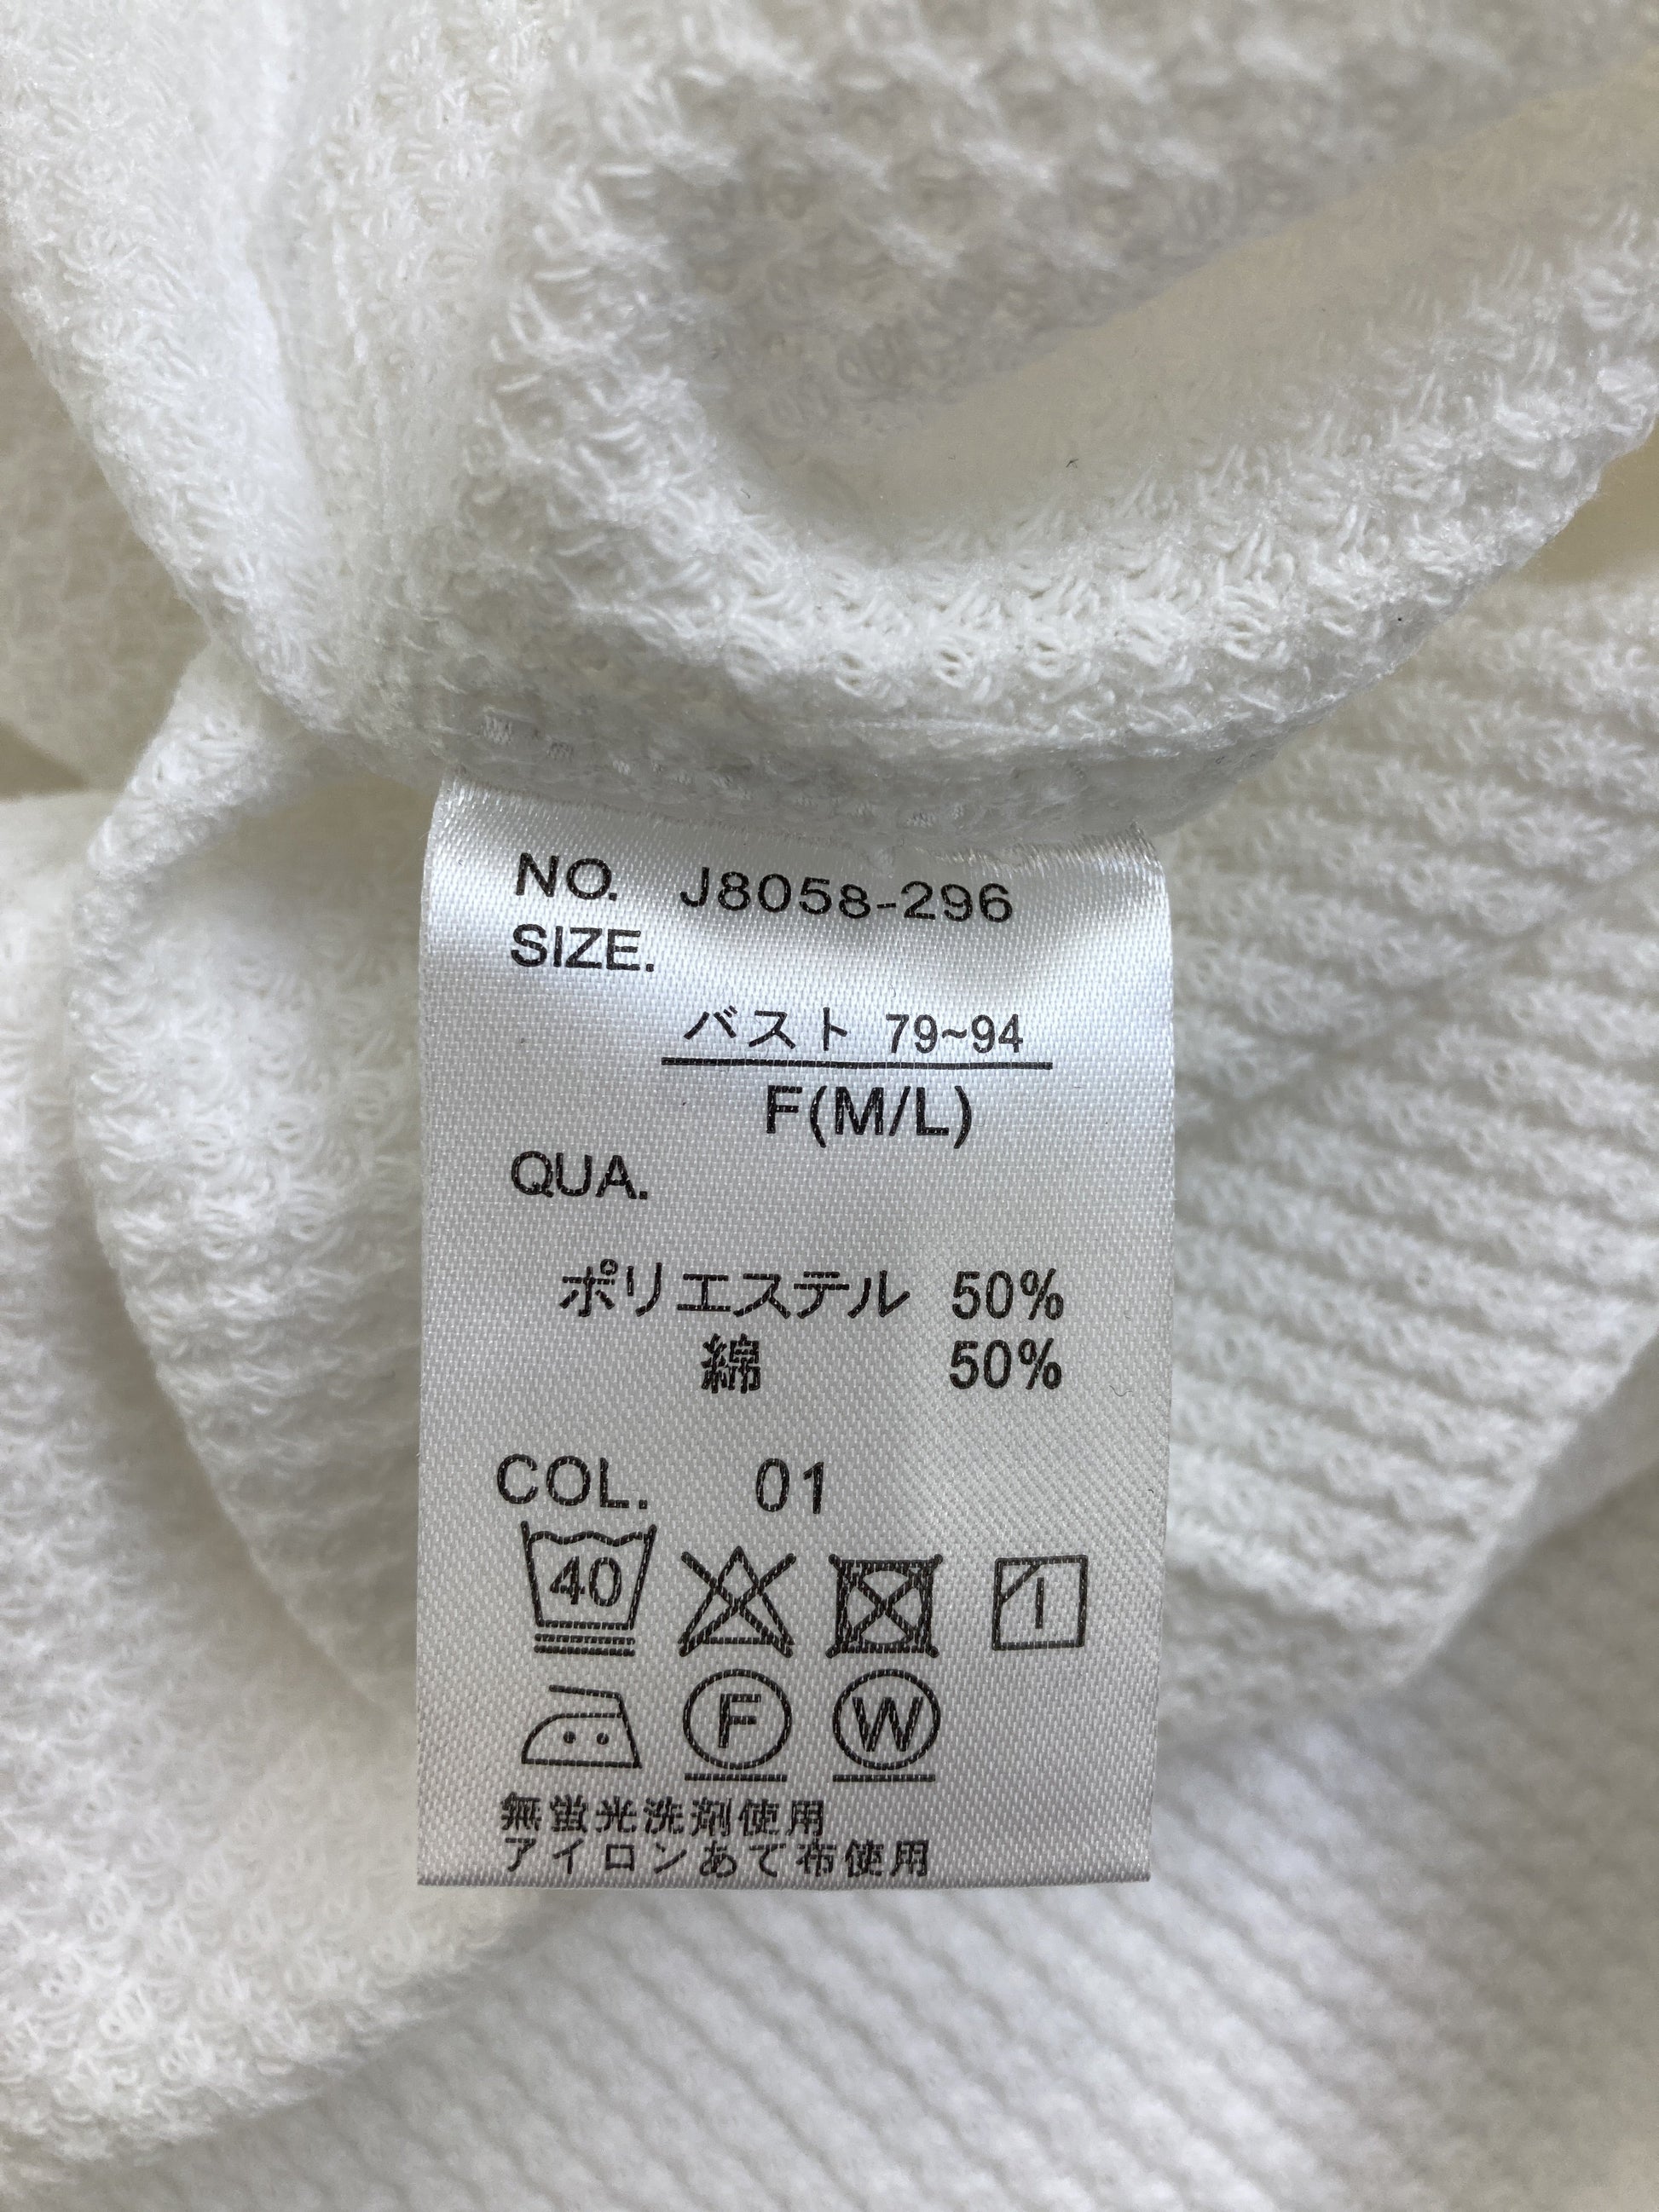 NO. J8058-296
SIZE.
バスト 79~94
F(M/L)
QUA.
ポリエステル 50%
綿 50%
COL. 01
40
F W
無蛍光洗剤使用
アイロンあて布使用